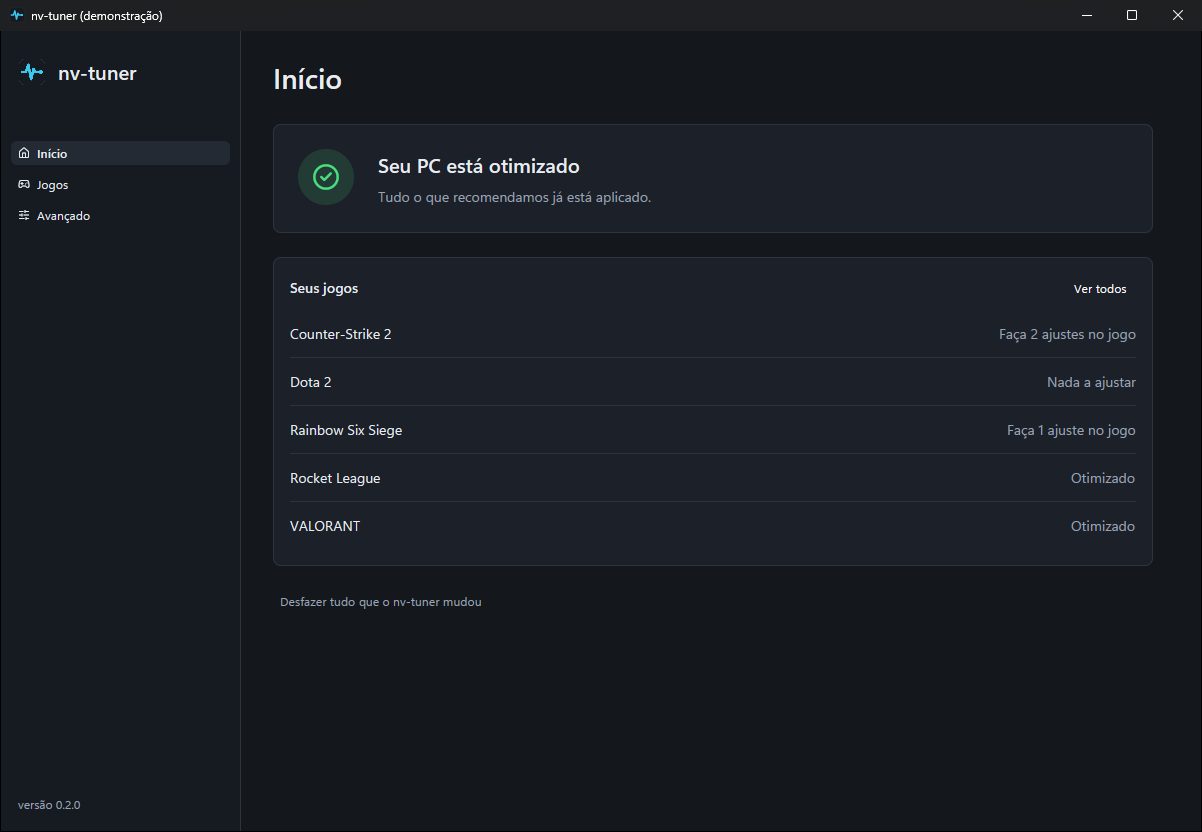 nv-tuner (demonstração)
nv-tuner
Início
Jogos
Avançado
versão 0.2.0
Início
Seu PC está otimizado
Tudo o que recomendamos já está aplicado.
Seus jogos Ver todos
Counter-Strike 2 Faça 2 ajustes no jogo
Dota 2 Nada a ajustar
Rainbow Six Siege Faça 1 ajuste no jogo
Rocket League Otimizado
VALORANT Otimizado
Desfazer tudo que o nv-tuner mudou